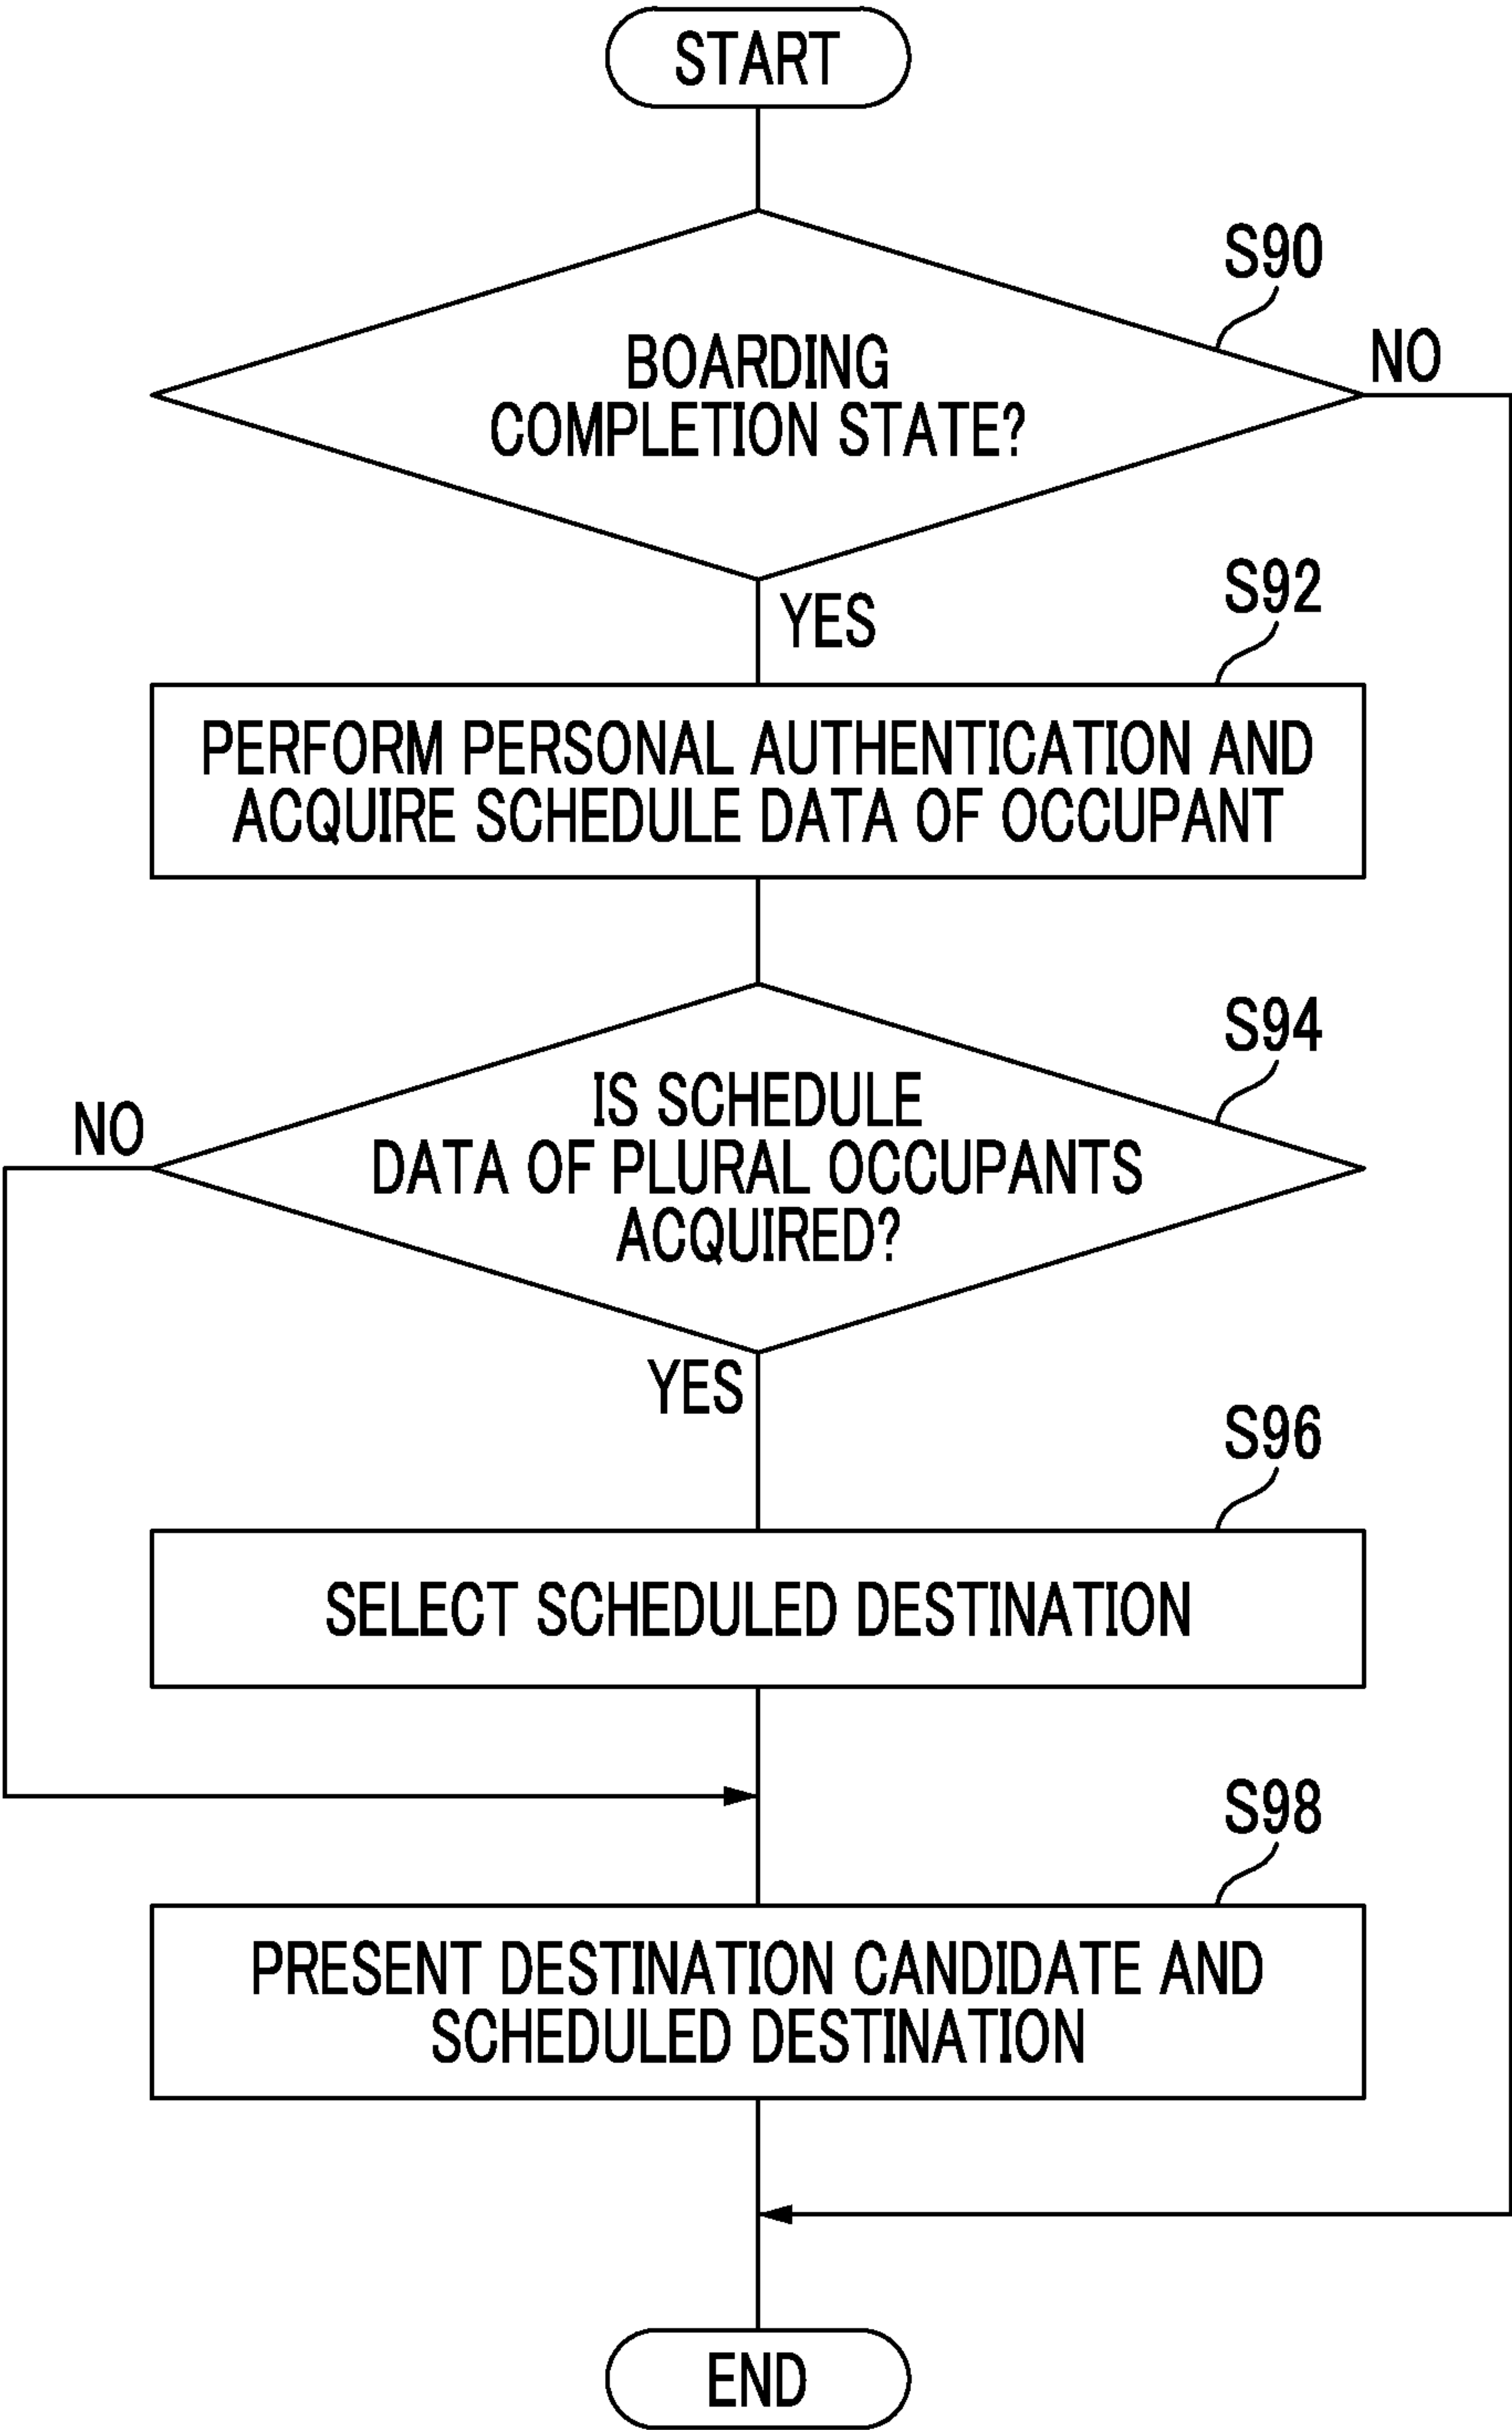 START
S90
BOARDING
COMPLETION STATE?
NO
YES
S92
PERFORM PERSONAL AUTHENTICATION AND
ACQUIRE SCHEDULE DATA OF OCCUPANT
S94
IS SCHEDULE
DATA OF PLURAL OCCUPANTS
ACQUIRED?
NO
YES
S96
SELECT SCHEDULED DESTINATION
S98
PRESENT DESTINATION CANDIDATE AND
SCHEDULED DESTINATION
END